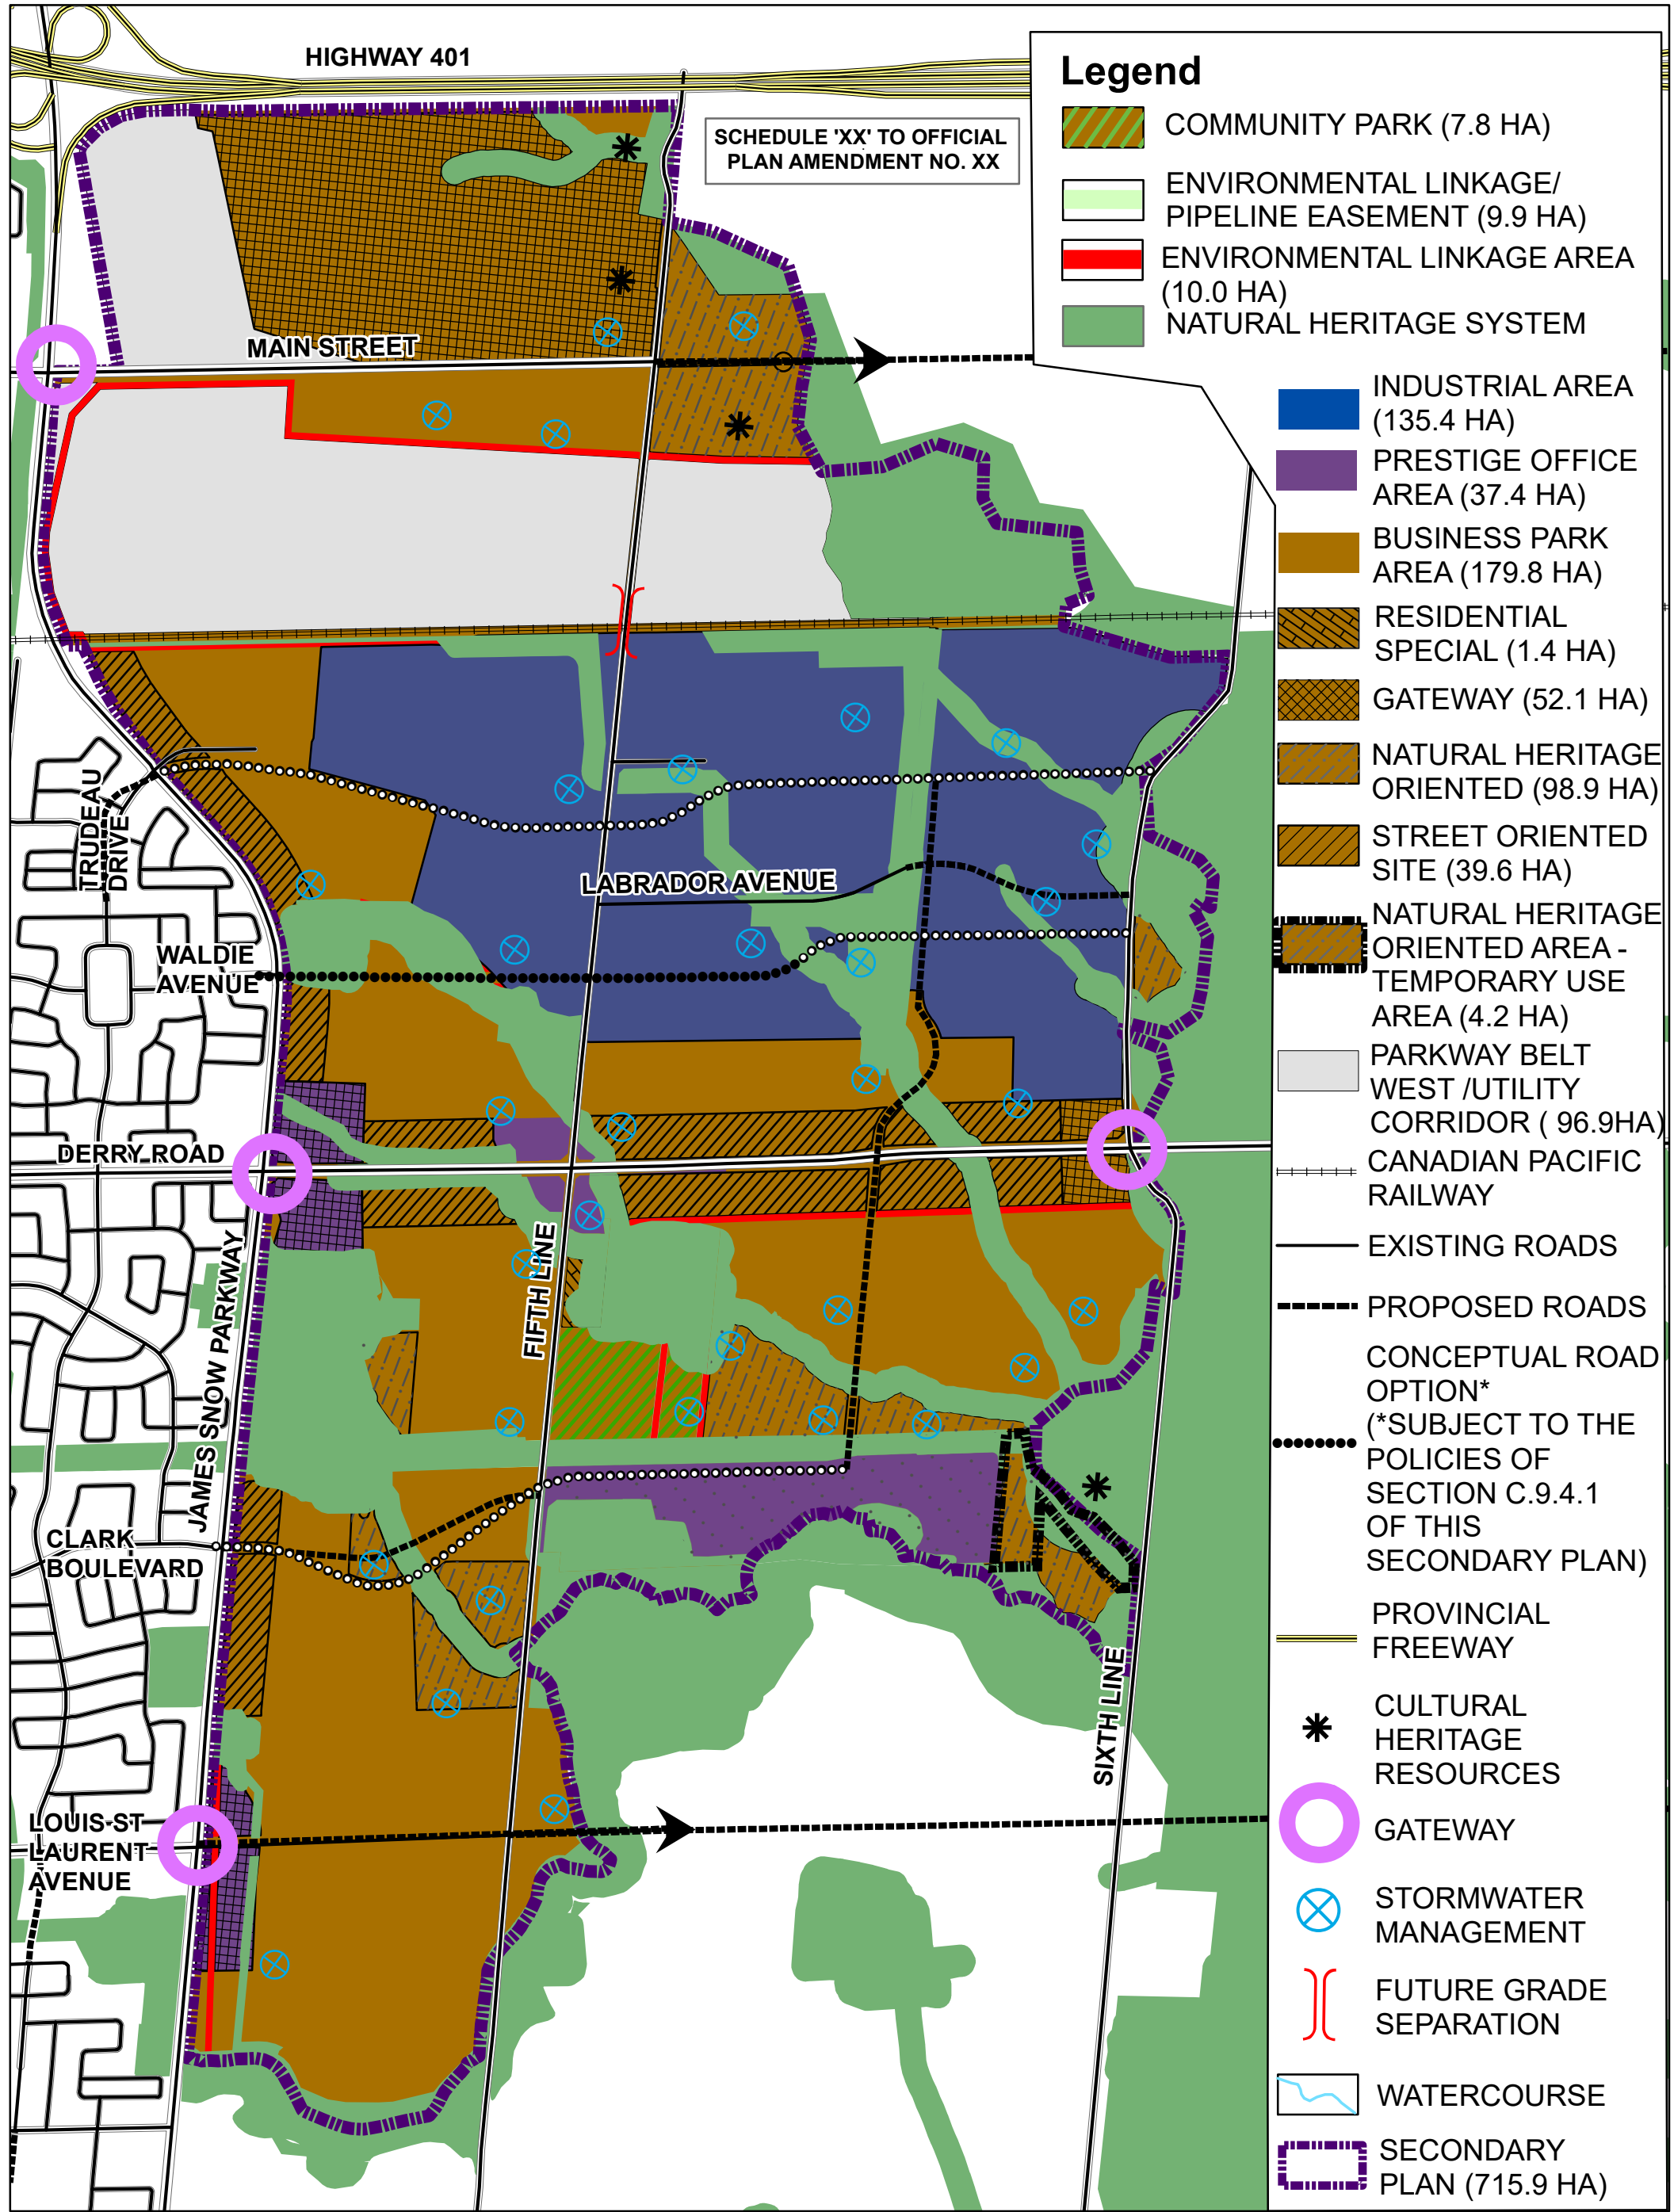 HIGHWAY 401
SCHEDULE 'XX' TO OFFICIAL
PLAN AMENDMENT NO. XX
MAIN STREET
TRUDEAU
DRIVE
LABRADOR AVENUE
WALDIE
AVENUE
DERRY ROAD
JAMES SNOW PARKWAY
FIFTH LINE
CLARK
BOULEVARD
SIXTH LINE
LOUIS ST
LAURENT
AVENUE
Legend
COMMUNITY PARK (7.8 HA)
ENVIRONMENTAL LINKAGE/
PIPELINE EASEMENT (9.9 HA)
ENVIRONMENTAL LINKAGE AREA
(10.0 HA)
NATURAL HERITAGE SYSTEM
INDUSTRIAL AREA
(135.4 HA)
PRESTIGE OFFICE
AREA (37.4 HA)
BUSINESS PARK
AREA (179.8 HA)
RESIDENTIAL
SPECIAL (1.4 HA)
GATEWAY (52.1 HA)
NATURAL HERITAGE
ORIENTED (98.9 HA)
STREET ORIENTED
SITE (39.6 HA)
NATURAL HERITAGE
ORIENTED AREA -
TEMPORARY USE
AREA (4.2 HA)
PARKWAY BELT
WEST /UTILITY
CORRIDOR ( 96.9HA)
CANADIAN PACIFIC
RAILWAY
EXISTING ROADS
PROPOSED ROADS
CONCEPTUAL ROAD
OPTION*
(*SUBJECT TO THE
POLICIES OF
SECTION C.9.4.1
OF THIS
SECONDARY PLAN)
PROVINCIAL
FREEWAY
CULTURAL
HERITAGE
RESOURCES
GATEWAY
STORMWATER
MANAGEMENT
FUTURE GRADE
SEPARATION
WATERCOURSE
SECONDARY
PLAN (715.9 HA)